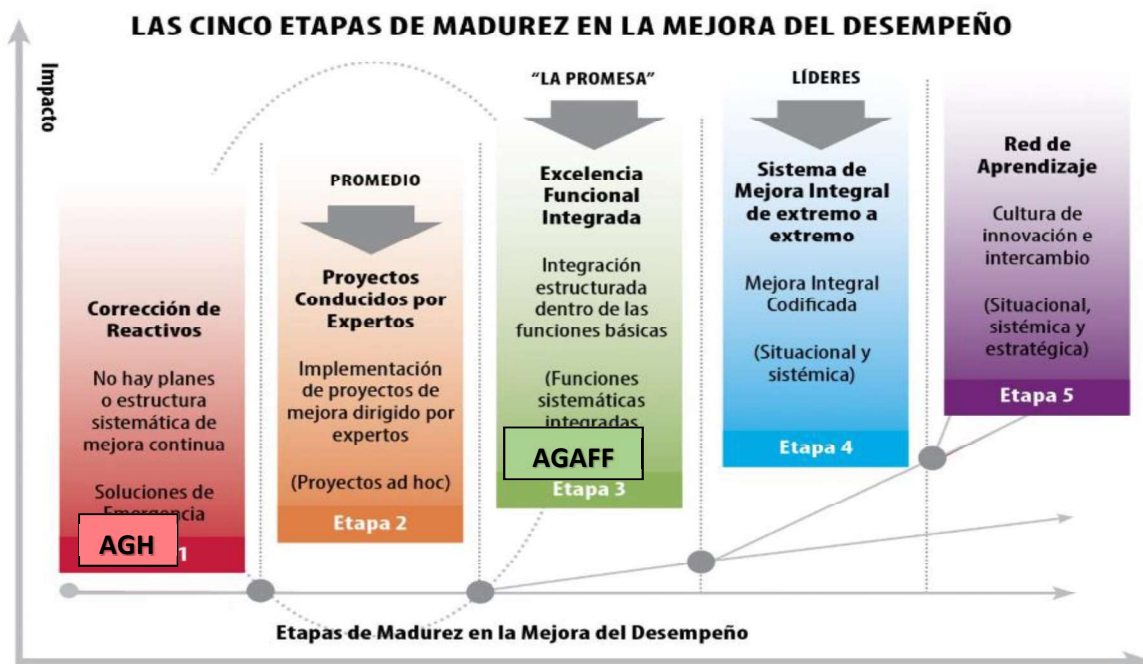 LAS CINCO ETAPAS DE MADUREZ EN LA MEJORA DEL DESEMPEÑO
Impacto
Corrección de
Reactivos
No hay planes
o estructura
sistemática de
mejora continua
Soluciones de
Emergencia
AGH
1
PROMEDIO
Proyectos
Conducidos por
Expertos
Implementación
de proyectos de
mejora dirigido por
expertos
(Proyectos ad hoc)
Etapa 2
“LA PROMESA”
Excelencia
Funcional
Integrada
Integración
estructurada
dentro de las
funciones básicas
(Funciones
sistemáticas
integradas
AGAFF
Etapa 3
LÍDERES
Sistema de
Mejora Integral
de extremo a
extremo
Mejora Integral
Codificada
(Situacional y
sistémica)
Etapa 4
Red de
Aprendizaje
Cultura de
innovación e
intercambio
(Situacional,
sistémica y
estratégica)
Etapa 5
Etapas de Madurez en la Mejora del Desempeño